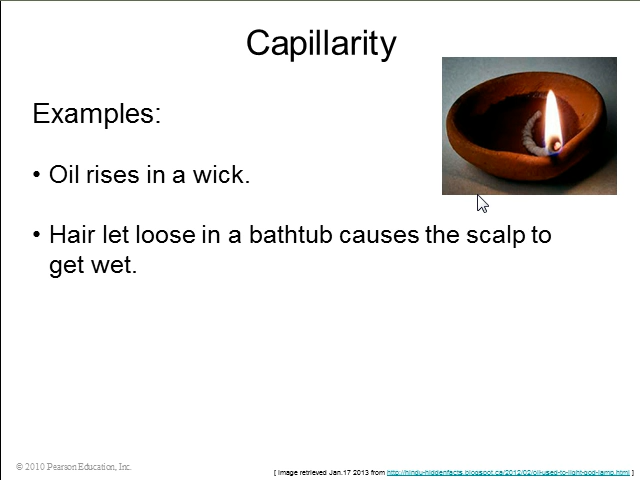 Capillarity
Examples:
• Oil rises in a wick.
• Hair let loose in a bathtub causes the scalp to
get wet.
© 2010 Pearson Education, Inc.
[ Image retrieved Jan.17 2013 from http://hindu-hiddenfacts.blogspot.ca/2012/02/oil-used-to-light-god-lamp.html ]